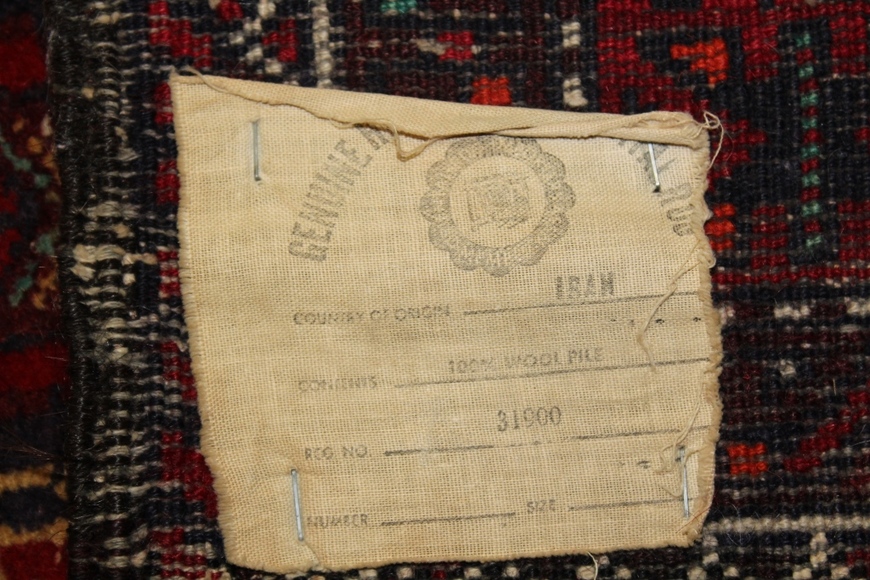 GENUINE
RUG
COUNTRY OF ORIGIN IRAN
CONTENTS 100% WOOL PILE
REG NO. 31900
NUMBER SIZE